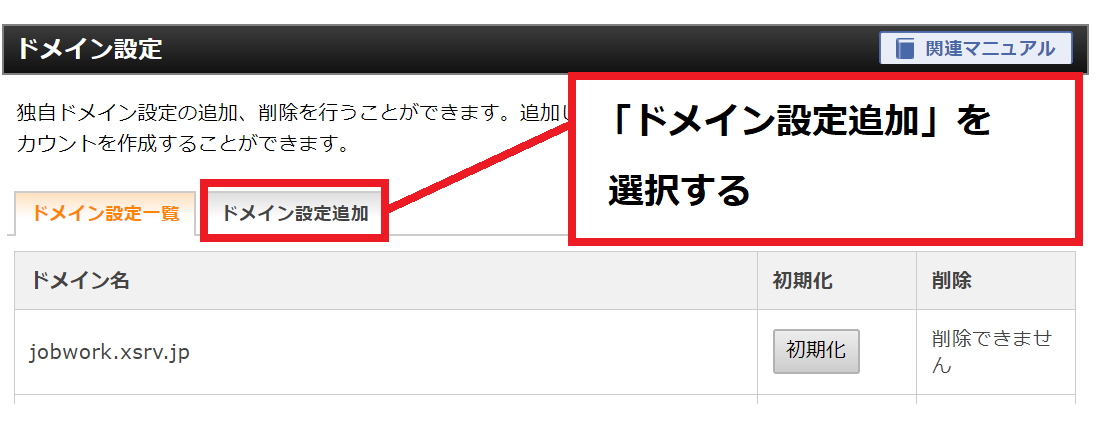 ドメイン設定
関連マニュアル
独自ドメイン設定の追加、削除を行うことができます。追加し
カウントを作成することができます。
「ドメイン設定追加」を
選択する
ドメイン設定一覧
ドメイン設定追加
ドメイン名 初期化 削除
jobwork.xsrv.jp 初期化 削除できませ
ん